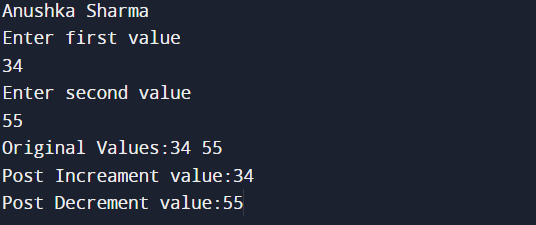 Anushka Sharma
Enter first value
34
Enter second value
55
Original Values:34 55
Post Increament value:34
Post Decrement value:55